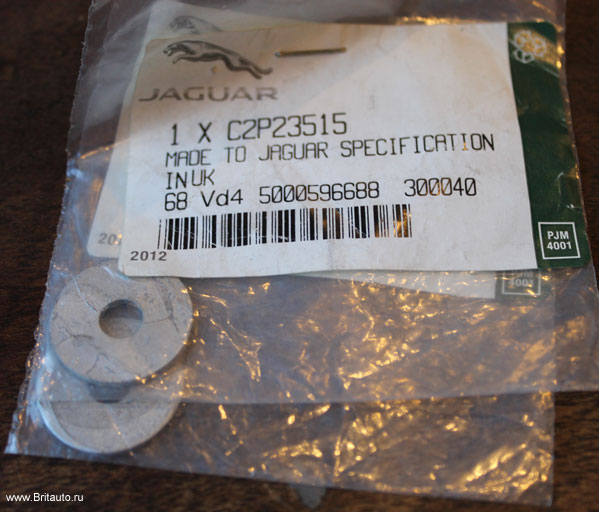 JAGUAR
1 X C2P23515
MADE TO JAGUAR SPECIFICATION
IN UK
68 Vd4 5000596688 300040
2012
PJM
4001
www.Britauto.ru